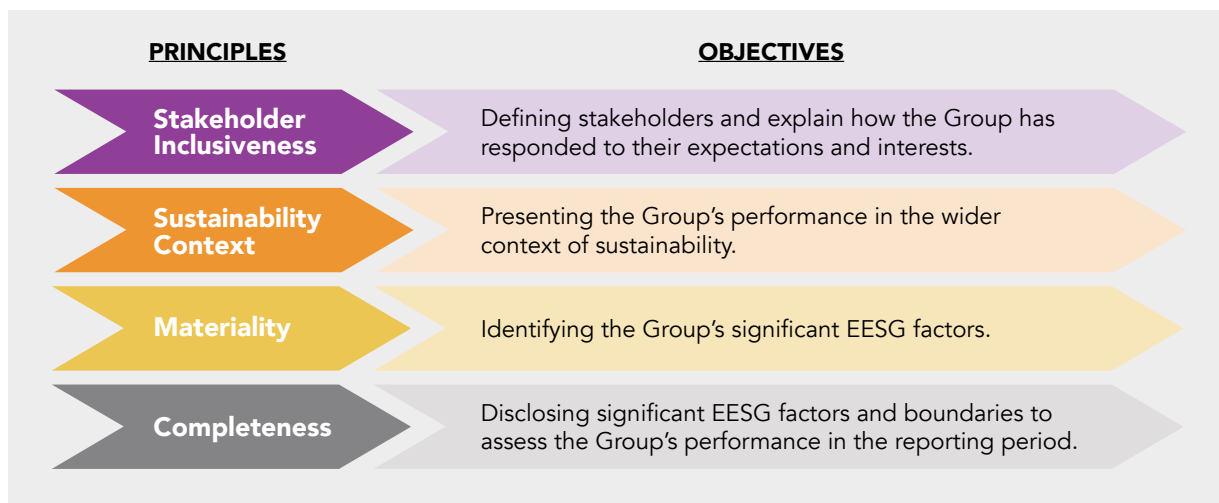 PRINCIPLES
OBJECTIVES
Stakeholder
Inclusiveness
Defining stakeholders and explain how the Group has
responded to their expectations and interests.
Sustainability
Context
Presenting the Group’s performance in the wider
context of sustainability.
Materiality
Identifying the Group’s significant EESG factors.
Completeness
Disclosing significant EESG factors and boundaries to
assess the Group’s performance in the reporting period.